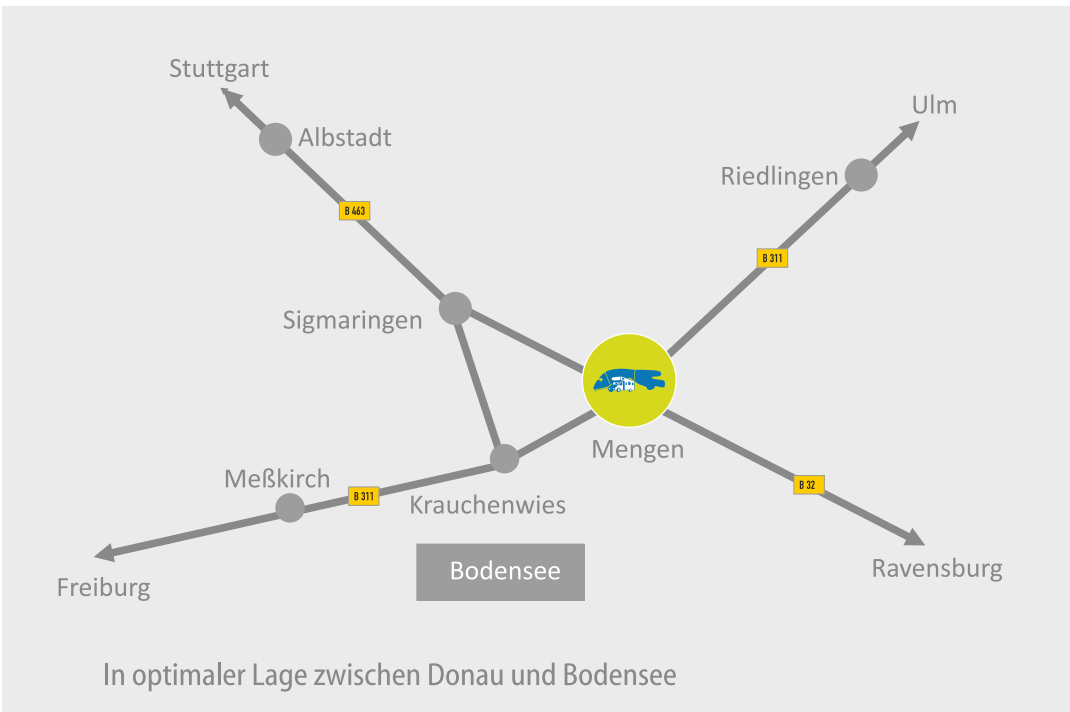 Stuttgart
Ulm
Albstadt
Riedlingen
B 463
B 311
Sigmaringen
Mengen
Meßkirch
B 32
B 311
Krauchenwies
Bodensee
Ravensburg
Freiburg
In optimaler Lage zwischen Donau und Bodensee